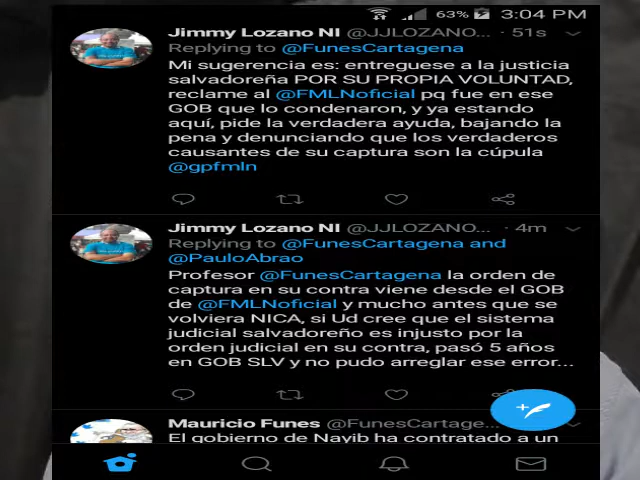 63% 3:04 PM
Jimmy Lozano NI @JJLOZANO... · 51s
Replying to @FunesCartagena
Mi sugerencia es: entreguese a la justicia
salvadoreña POR SU PROPIA VOLUNTAD,
reclame al @FMLNoficial pq fue en ese
GOB que lo condenaron, y ya estando
aquí, pide la verdadera ayuda, bajando la
pena y denunciando que los verdaderos
causantes de su captura son la cúpula
@gpfmln
Jimmy Lozano NI @JJLOZANO... · 4m
Replying to @FunesCartagena and
@PauloAbrao
Profesor @FunesCartagena la orden de
captura en su contra viene desde el GOB
de @FMLNoficial y mucho antes que se
volviera NICA, si Ud cree que el sistema
judicial salvadoreño es injusto por la
orden judicial en su contra, pasó 5 años
en GOB SLV y no pudo arreglar ese error...
Mauricio Funes @FunesCartage...
El gobierno de Nayib ha contratado a un